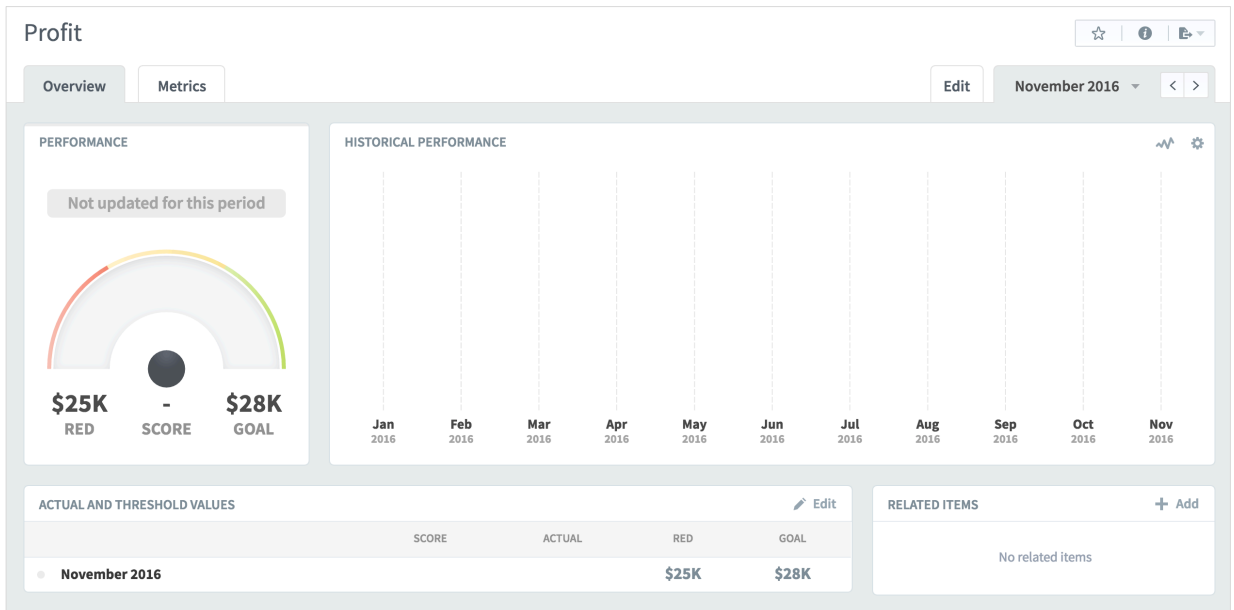 Profit
Overview
Metrics
Edit
November 2016
PERFORMANCE
Not updated for this period
$25K - $28K
RED SCORE GOAL
HISTORICAL PERFORMANCE
Jan Feb Mar Apr May Jun Jul Aug Sep Oct Nov
2016 2016 2016 2016 2016 2016 2016 2016 2016 2016 2016
ACTUAL AND THRESHOLD VALUES Edit
SCORE ACTUAL RED GOAL
November 2016 $25K $28K
RELATED ITEMS Add
No related items